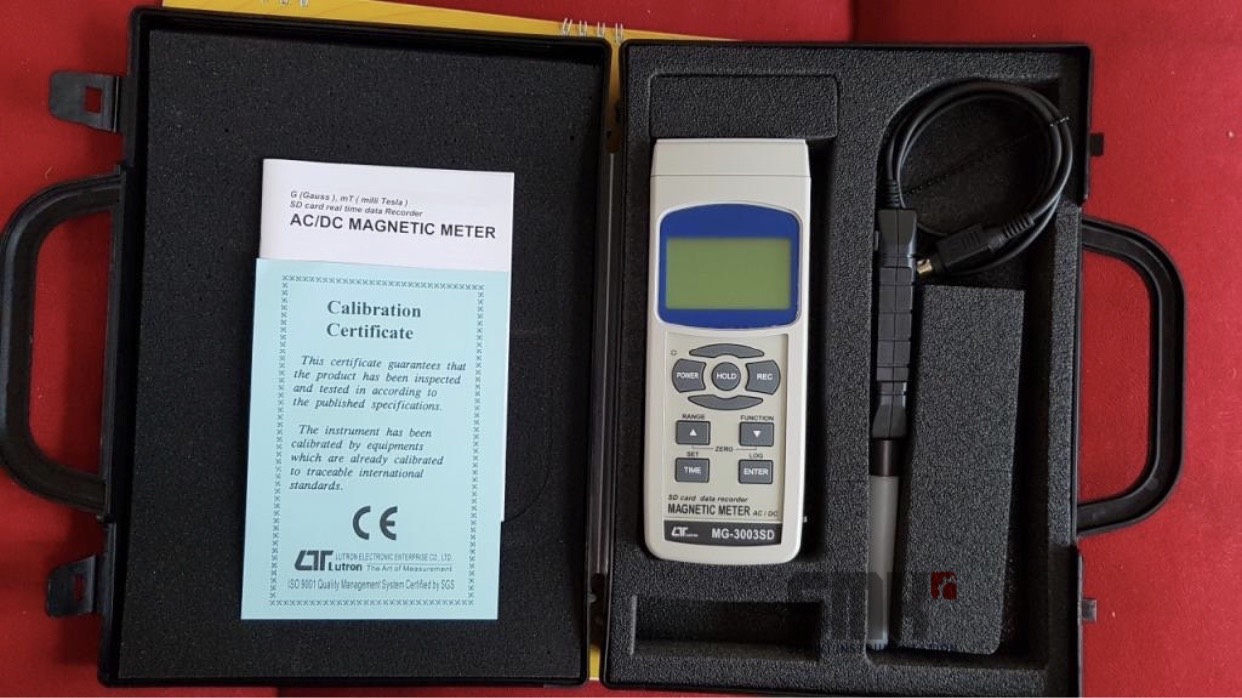 G (Gauss ), mT ( milli Tesla )
SD card real time data Recorder
AC/DC MAGNETIC METER
Calibration
Certificate
This certificate guarantees that
the product has been inspected
and tested in according to
the published specifications.
The instrument has been
calibrated by equipments
which are already calibrated
to traceable international
standards.
CE
LUTRON ELECTRONIC ENTERPRISE CO., LTD.
Lutron The Art of Measurement
ISO 9001 Quality Management System Certified by SGS
POWER HOLD REC
RANGE FUNCTION
ZERO
SET LOG
TIME ENTER
SD card data recorder
MAGNETIC METER AC / DC
MG-3003SD